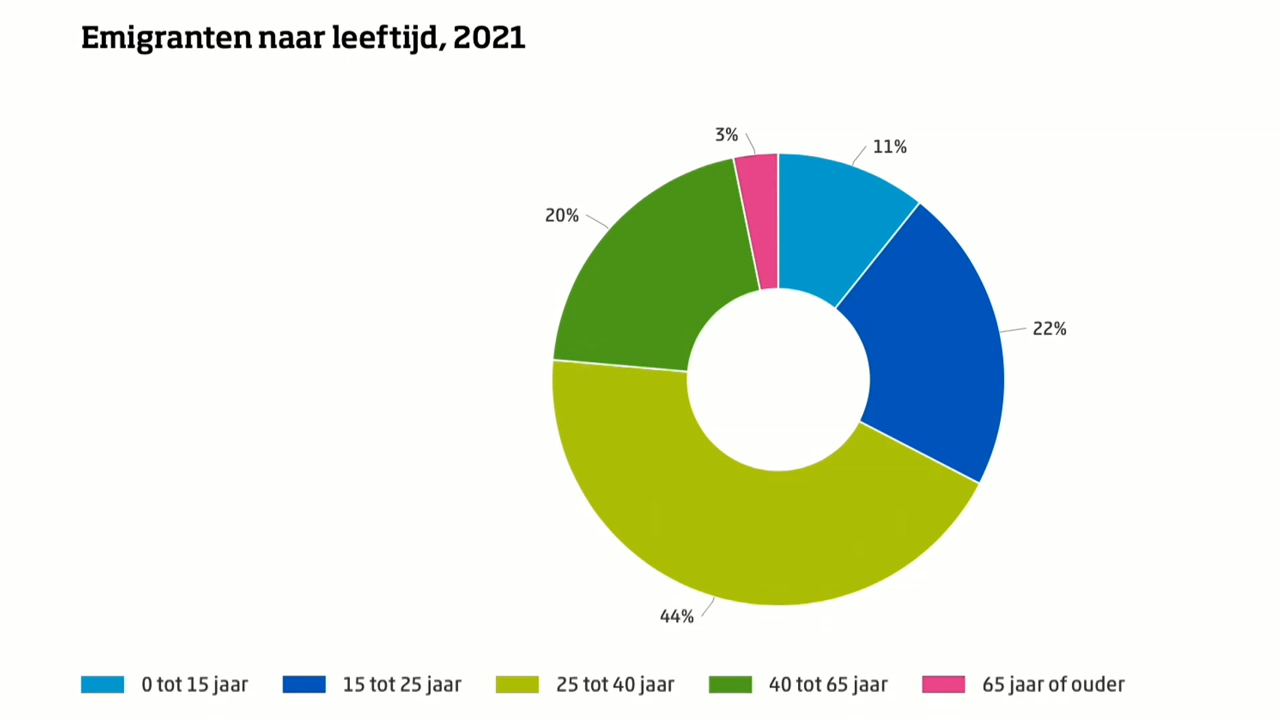 Emigranten naar leeftijd, 2021
3%
11%
20%
22%
44%
0 tot 15 jaar
15 tot 25 jaar
25 tot 40 jaar
40 tot 65 jaar
65 jaar of ouder